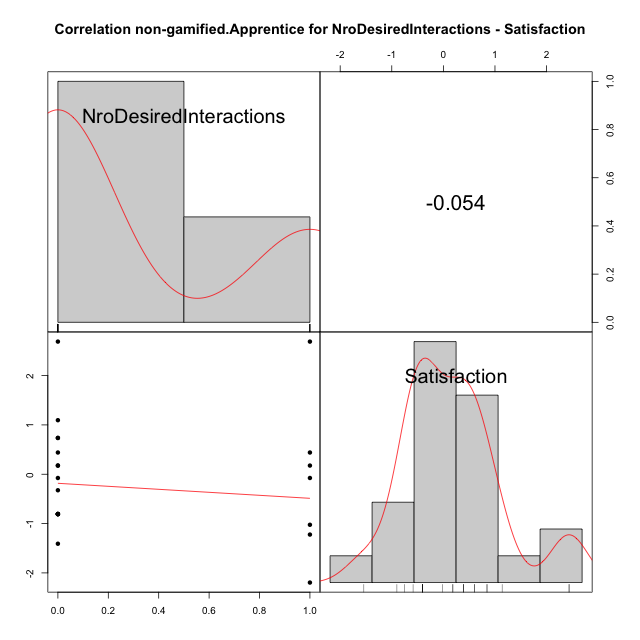 Correlation non-gamified.Apprentice for NroDesiredInteractions - Satisfaction
-2 -1 0 1 2
NroDesiredInteractions
-0.054
0.0 0.2 0.4 0.6 0.8 1.0
-2 -1 0 1 2
Satisfaction
0.0 0.2 0.4 0.6 0.8 1.0